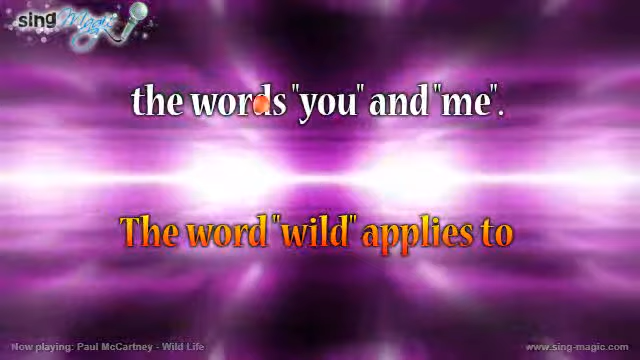 sing Magic
the words "you" and "me".
The word "wild" applies to
Now playing: Paul McCartney - Wild Life
www.sing-magic.com